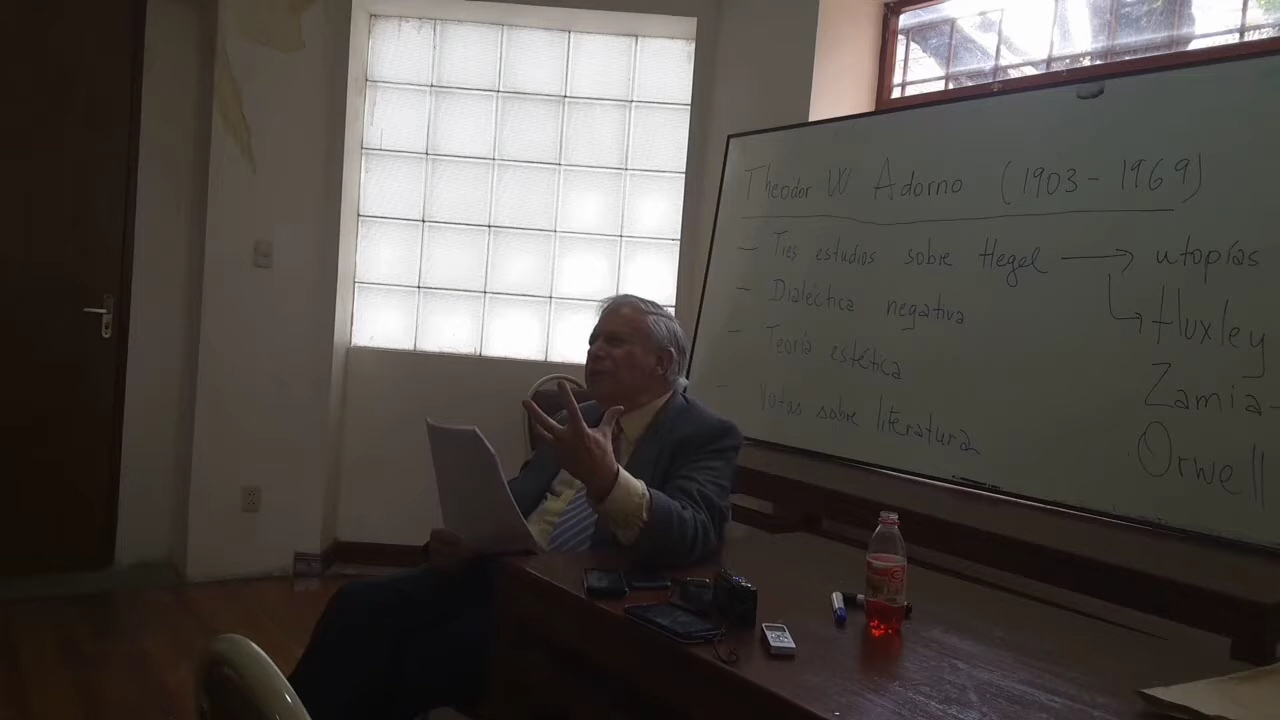 Theodor W Adorno (1903 - 1969)
- Tres estudios sobre Hegel → utopías
- Dialéctica negativa
↳ Huxley
- Teoría estética
Zamia-
- Notas sobre literatura
Orwell